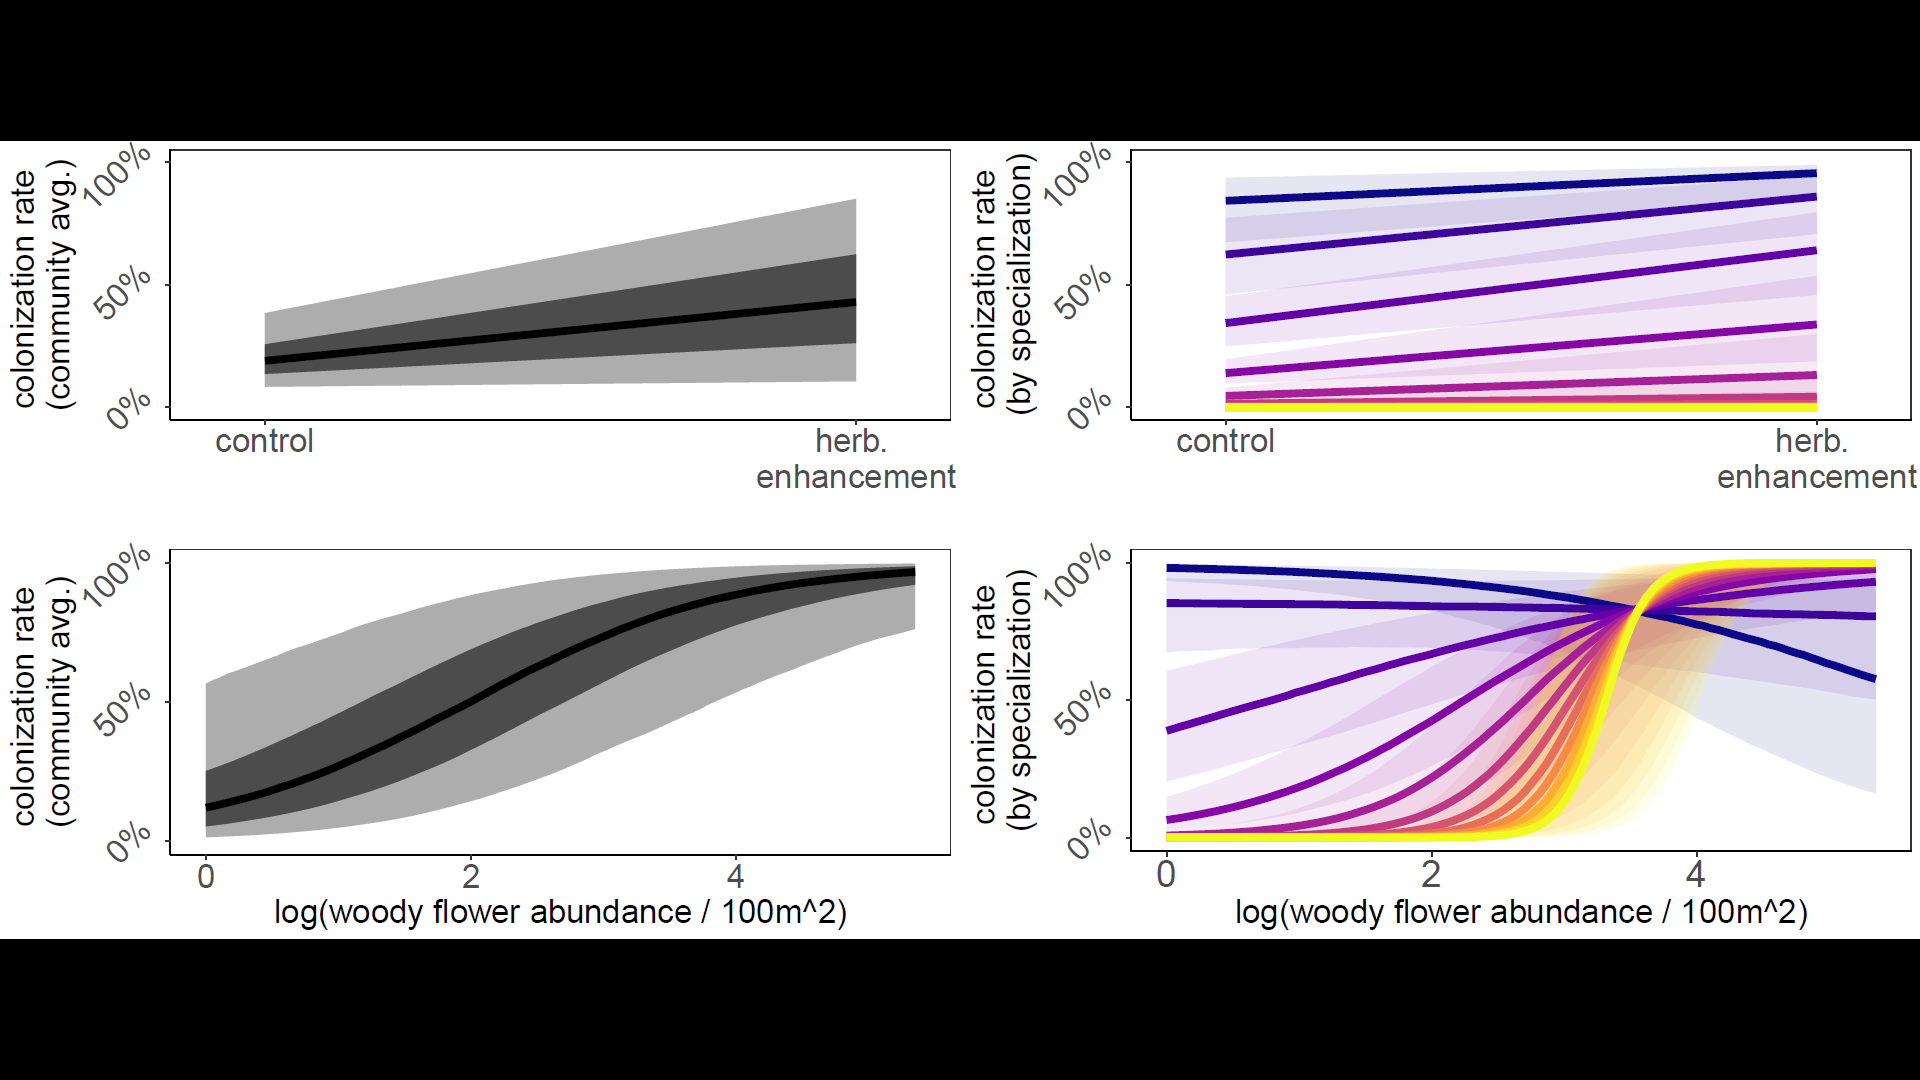 colonization rate
(community avg.)
100%
50%
0%
control
herb.
enhancement
colonization rate
(by specialization)
100%
50%
0%
control
herb.
enhancement
colonization rate
(community avg.)
100%
50%
0%
0
2
4
log(woody flower abundance / 100m^2)
colonization rate
(by specialization)
100%
50%
0%
0
2
4
log(woody flower abundance / 100m^2)